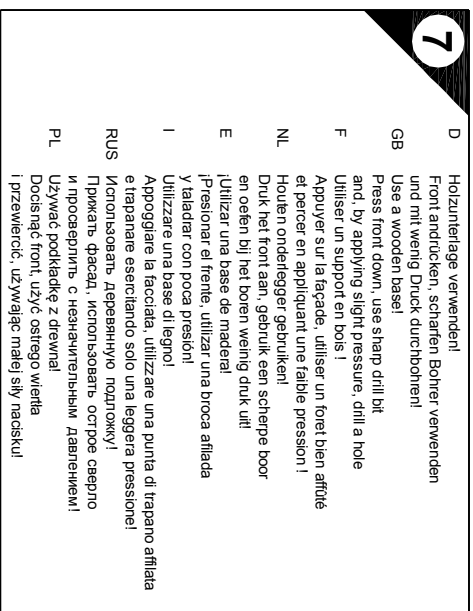 7
D Holzunterlage verwenden!
Front andrücken, scharfen Bohrer verwenden
und mit wenig Druck durchbohren!
GB Use a wooden base!
Press front down, use sharp drill bit
and, by applying slight pressure, drill a hole
F Utiliser un support en bois !
Appuyer sur la façade, utiliser un foret bien affûté
et percer en appliquant une faible pression !
NL Houten onderlegger gebruiken!
Druk het front aan, gebruik een scherpe boor
en oefen bij het boren weinig druk uit!
E ¡Utilizar una base de madera!
¡Presionar el frente, utilizar una broca afilada
y taladrar con poca presión!
I Utilizzare una base di legno!
Appoggiare la facciata, utilizzare una punta di trapano affilata
e trapanare esercitando solo una leggera pressione!
RUS Использовать деревянную подложку!
Прижать фасад, использовать острое сверло
и просверлить с незначительным давлением!
PL Używać podkładkę z drewna!
Docisnąć front, użyć ostrego wiertła
i przewiercić, używając małej siły nacisku!